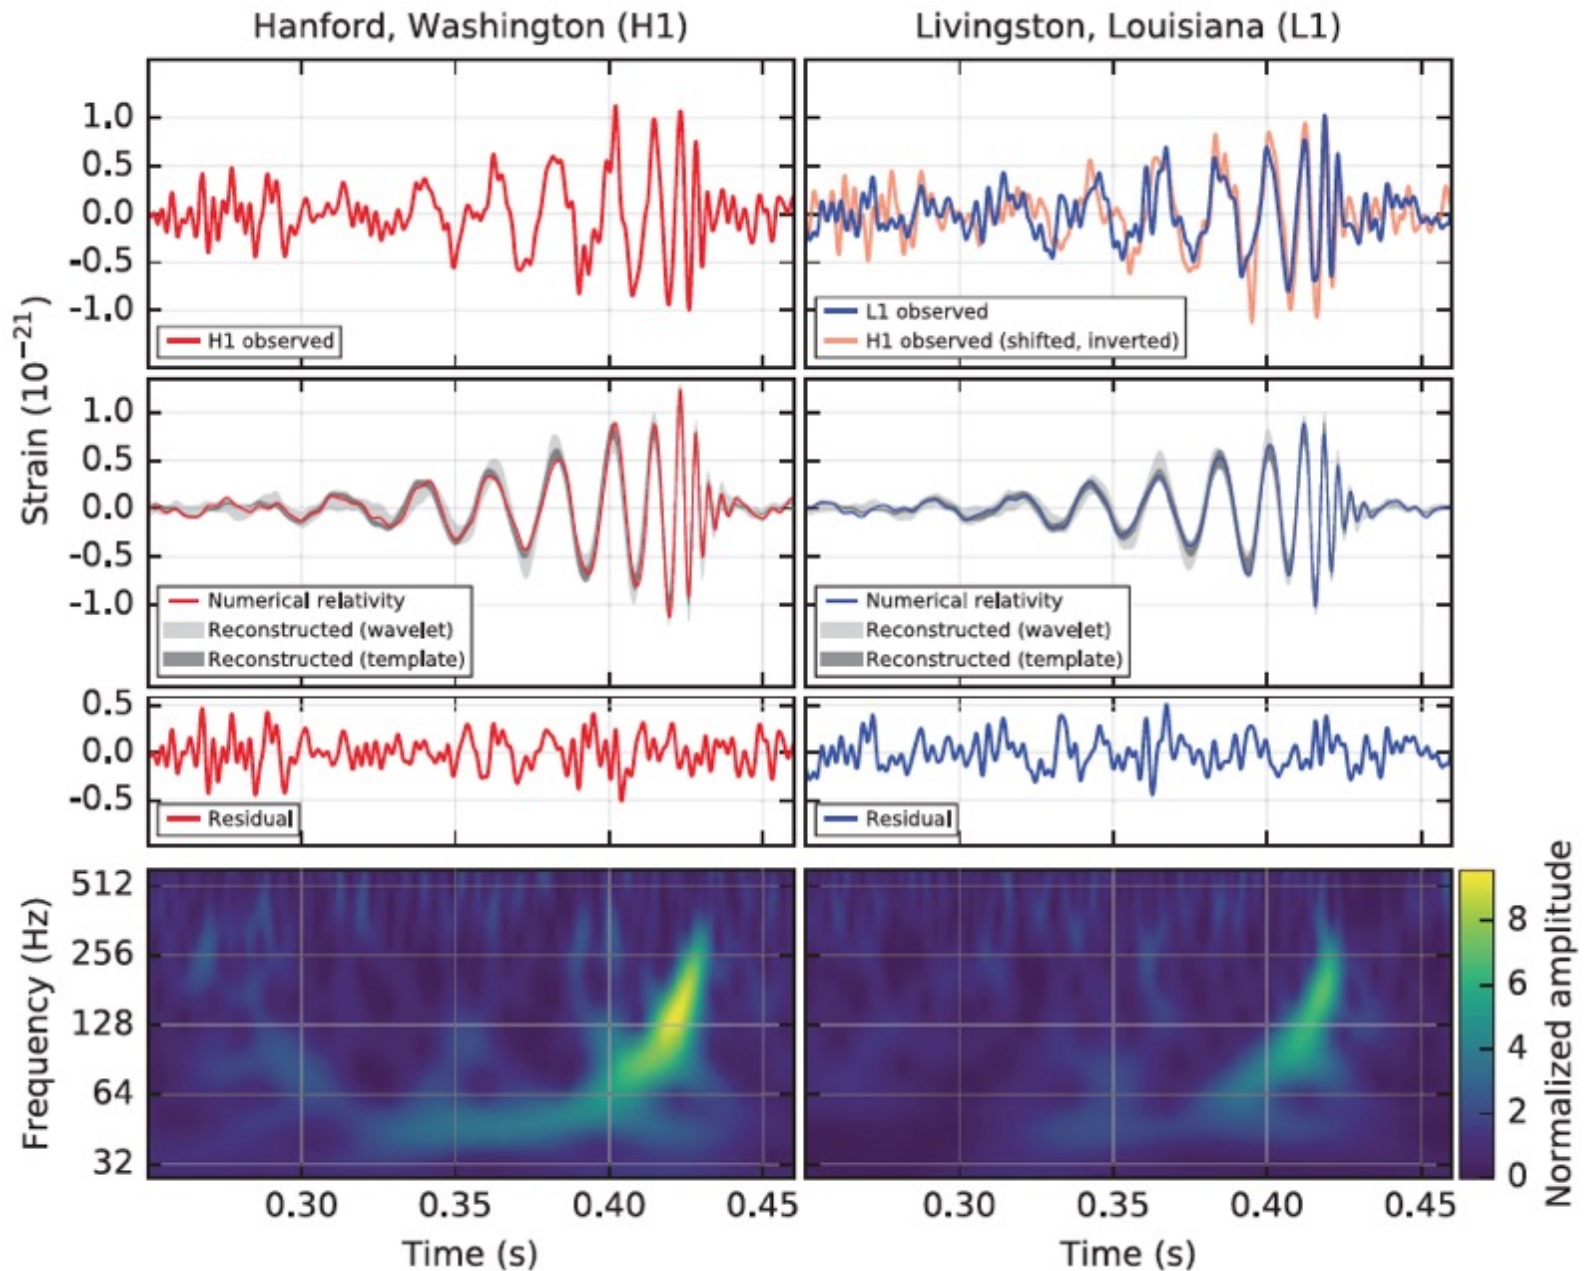 Hanford, Washington (H1)
Livingston, Louisiana (L1)
Strain (10⁻²¹)
1.0
0.5
0.0
-0.5
-1.0
H1 observed
L1 observed
H1 observed (shifted, inverted)
1.0
0.5
0.0
-0.5
-1.0
Numerical relativity
Reconstructed (wavelet)
Reconstructed (template)
Numerical relativity
Reconstructed (wavelet)
Reconstructed (template)
0.5
0.0
-0.5
Residual
Residual
Frequency (Hz)
512
256
128
64
32
Normalized amplitude
8
6
4
2
0
0.30 0.35 0.40 0.45
0.30 0.35 0.40 0.45
Time (s)
Time (s)